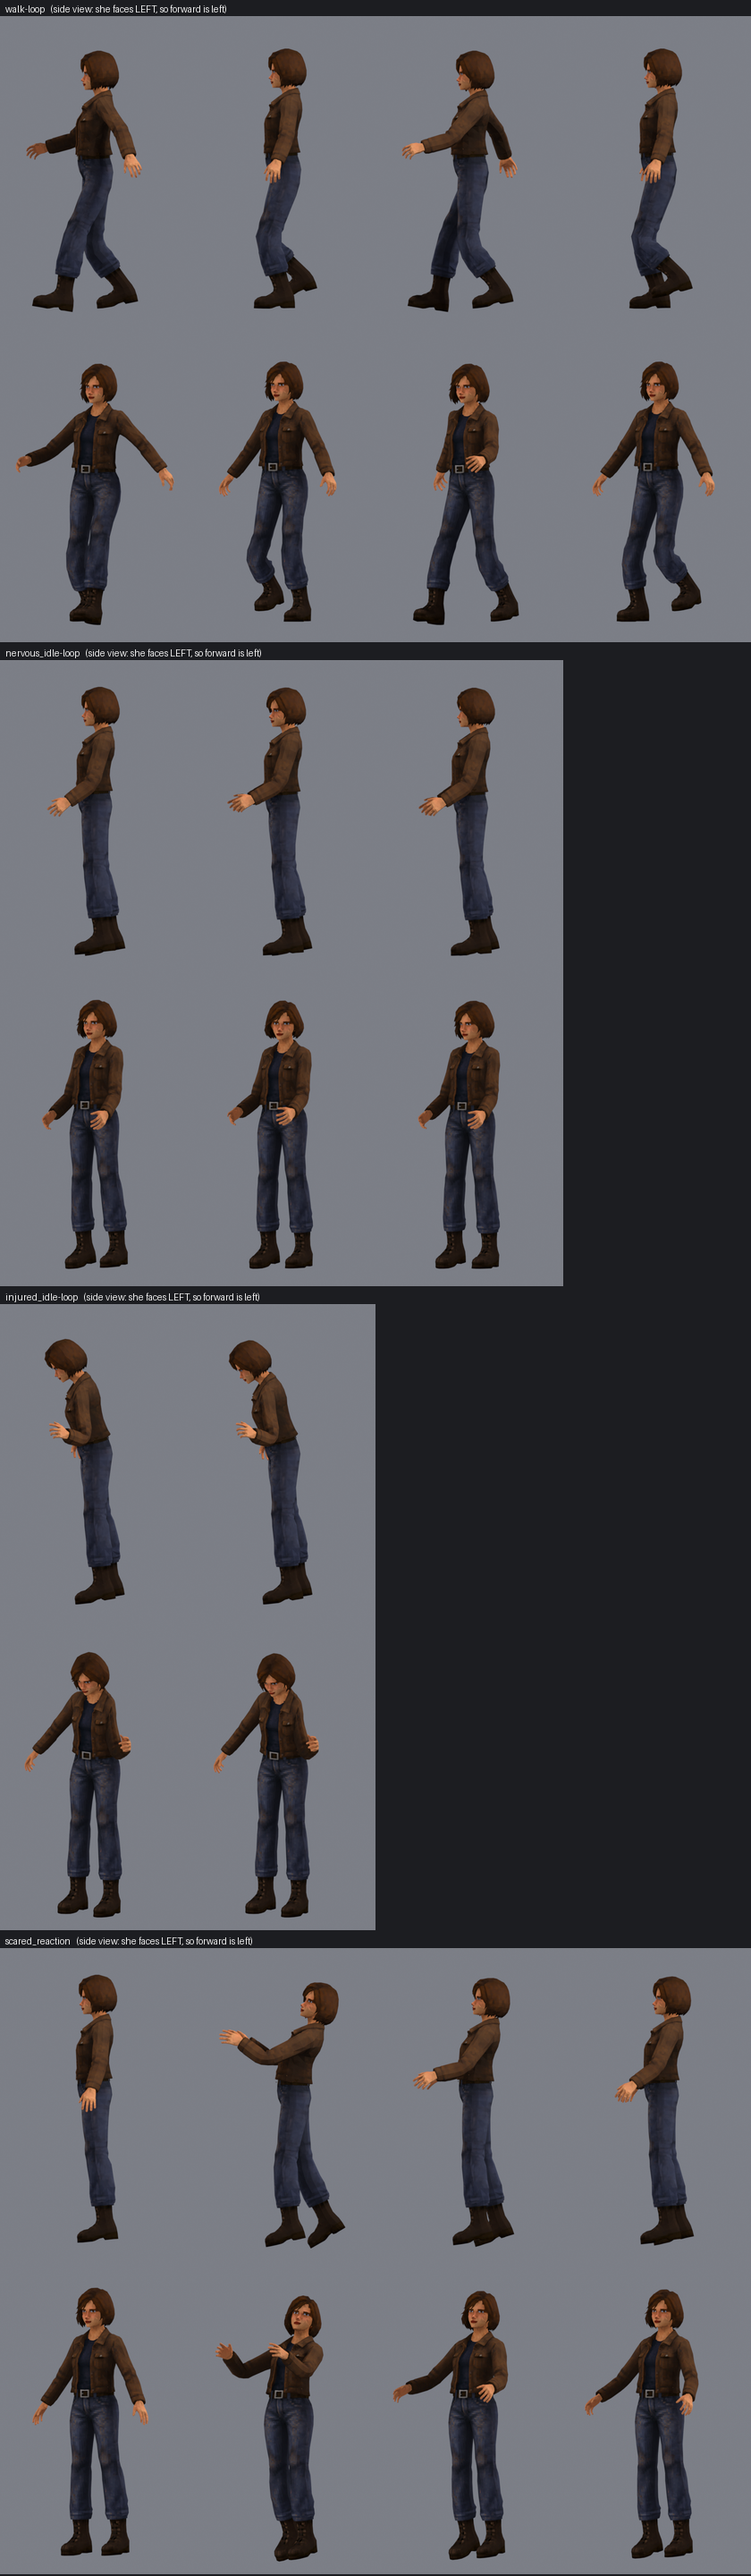 walk-loop (side view: she faces LEFT, so forward is left)
nervous_idle-loop (side view: she faces LEFT, so forward is left)
injured_idle-loop (side view: she faces LEFT, so forward is left)
scared_reaction (side view: she faces LEFT, so forward is left)